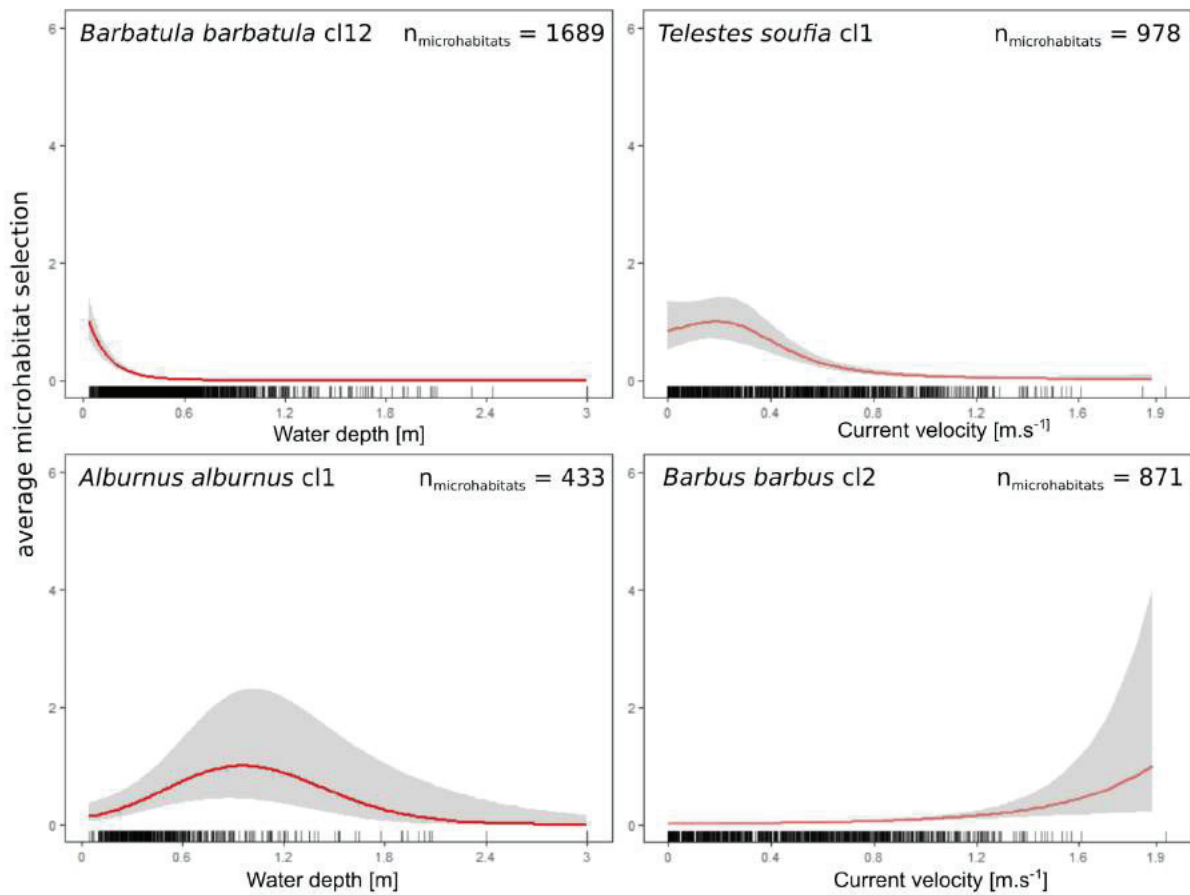 average microhabitat selection
Barbatula barbatula cl12 n microhabitats = 1689
6
4
2
0
0 0.6 1.2 1.8 2.4 3
Water depth [m]
Telestes soufia cl1 n microhabitats = 978
6
4
2
0
0 0.4 0.8 1.2 1.6 1.9
Current velocity [m.s⁻¹]
Alburnus alburnus cl1 n microhabitats = 433
6
4
2
0
0 0.6 1.2 1.8 2.4 3
Water depth [m]
Barbus barbus cl2 n microhabitats = 871
6
4
2
0
0 0.4 0.8 1.2 1.6 1.9
Current velocity [m.s⁻¹]